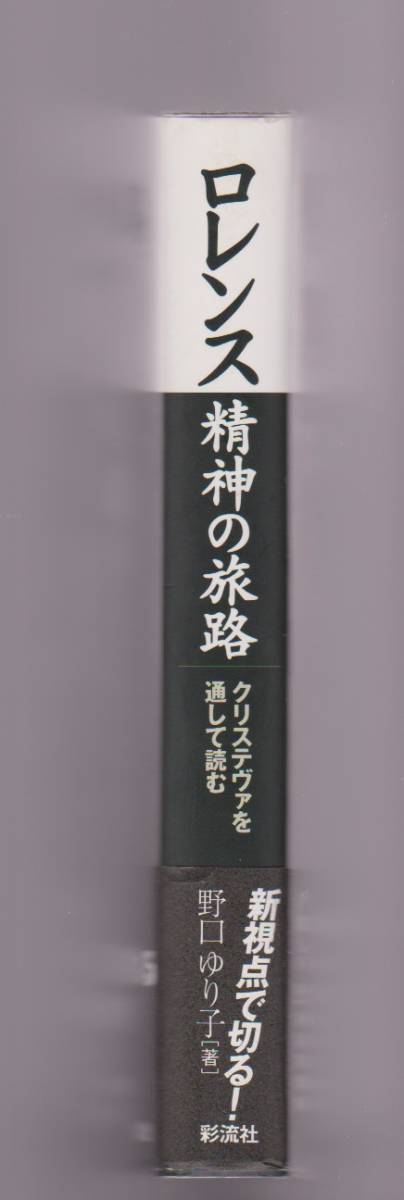 ロレンス
精神の旅路
クリステヴァを
通して読む
新視点で切る!
野口ゆり子[著]
彩流社